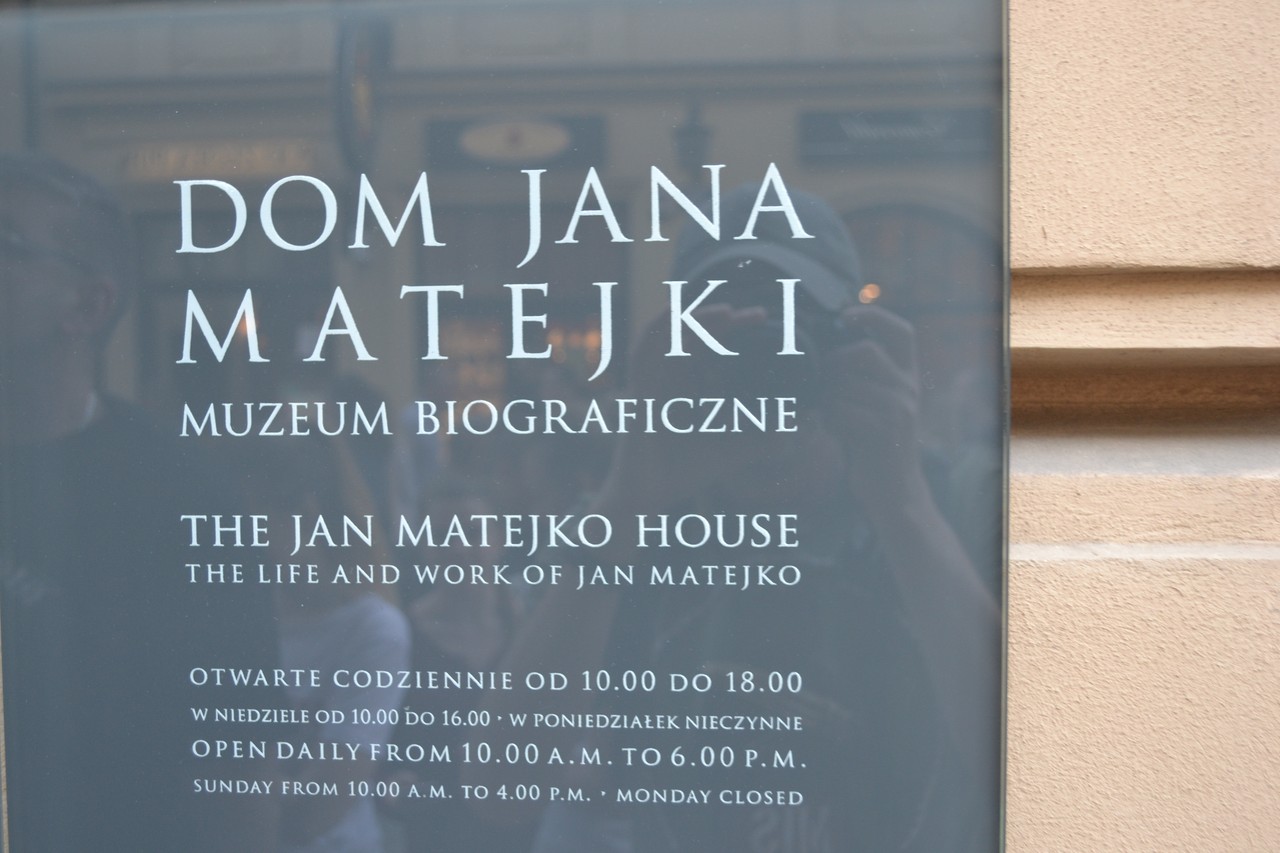 DOM JANA
MATEJKI
MUZEUM BIOGRAFICZNE
THE JAN MATEJKO HOUSE
THE LIFE AND WORK OF JAN MATEJKO
OTWARTE CODZIENNIE OD 10.00 DO 18.00
W NIEDZIELE OD 10.00 DO 16.00 • W PONIEDZIAŁEK NIECZYNNE
OPEN DAILY FROM 10.00 A.M. TO 6.00 P.M.
SUNDAY FROM 10.00 A.M. TO 4.00 P.M. • MONDAY CLOSED